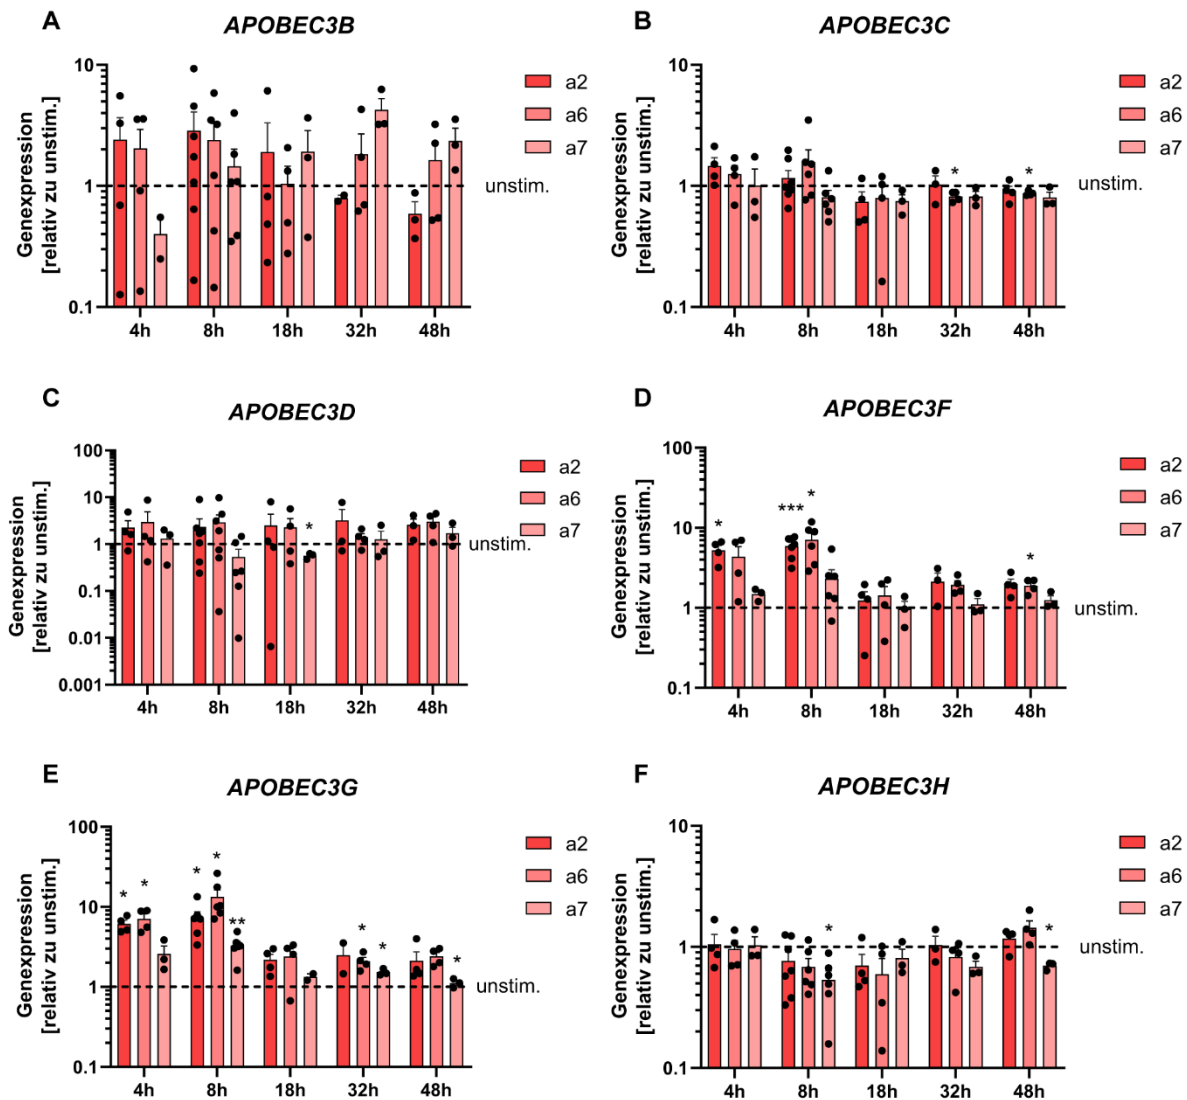 A
APOBEC3B
Genexpression
[relativ zu unstim.]
10
1
0.1
4h 8h 18h 32h 48h
a2
a6
a7
unstim.
B
APOBEC3C
Genexpression
[relativ zu unstim.]
10
1
0.1
* *
4h 8h 18h 32h 48h
a2
a6
a7
unstim.
C
APOBEC3D
Genexpression
[relativ zu unstim.]
100
10
1
0.1
0.01
0.001
*
4h 8h 18h 32h 48h
a2
a6
a7
unstim.
D
APOBEC3F
Genexpression
[relativ zu unstim.]
100
10
1
0.1
* *** * *
4h 8h 18h 32h 48h
a2
a6
a7
unstim.
E
APOBEC3G
Genexpression
[relativ zu unstim.]
100
10
1
0.1
* * * * ** * * *
4h 8h 18h 32h 48h
a2
a6
a7
unstim.
F
APOBEC3H
Genexpression
[relativ zu unstim.]
10
1
0.1
* *
4h 8h 18h 32h 48h
a2
a6
a7
unstim.